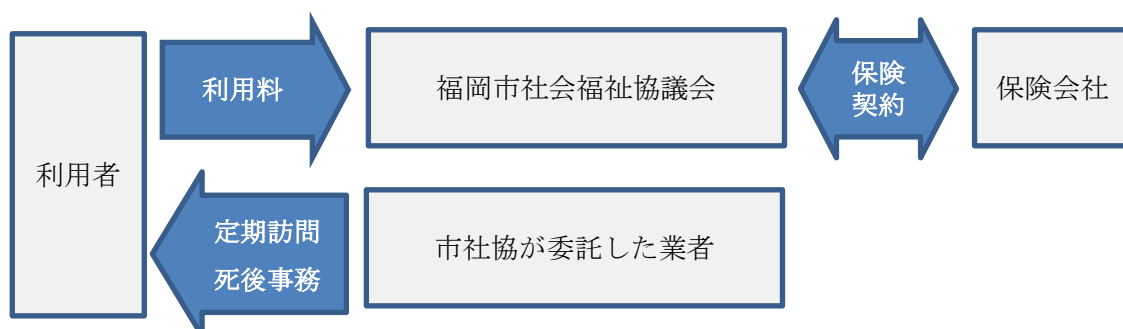 利用者
利用料
福岡市社会福祉協議会
保険
契約
保険会社
定期訪問
死後事務
市社協が委託した業者